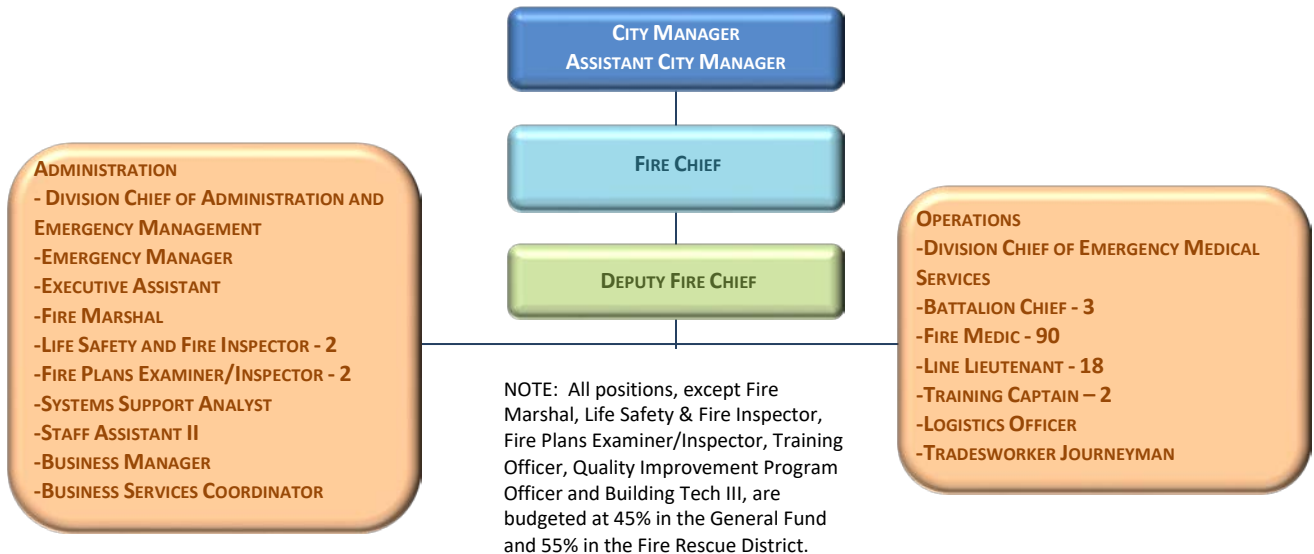 CITY MANAGER
ASSISTANT CITY MANAGER
FIRE CHIEF
DEPUTY FIRE CHIEF
ADMINISTRATION
- DIVISION CHIEF OF ADMINISTRATION AND
EMERGENCY MANAGEMENT
-EMERGENCY MANAGER
-EXECUTIVE ASSISTANT
-FIRE MARSHAL
-LIFE SAFETY AND FIRE INSPECTOR - 2
-FIRE PLANS EXAMINER/INSPECTOR - 2
-SYSTEMS SUPPORT ANALYST
-STAFF ASSISTANT II
-BUSINESS MANAGER
-BUSINESS SERVICES COORDINATOR
OPERATIONS
-DIVISION CHIEF OF EMERGENCY MEDICAL
SERVICES
-BATTALION CHIEF - 3
-FIRE MEDIC - 90
-LINE LIEUTENANT - 18
-TRAINING CAPTAIN – 2
-LOGISTICS OFFICER
-TRADESWORKER JOURNEYMAN
NOTE: All positions, except Fire
Marshal, Life Safety & Fire Inspector,
Fire Plans Examiner/Inspector, Training
Officer, Quality Improvement Program
Officer and Building Tech III, are
budgeted at 45% in the General Fund
and 55% in the Fire Rescue District.